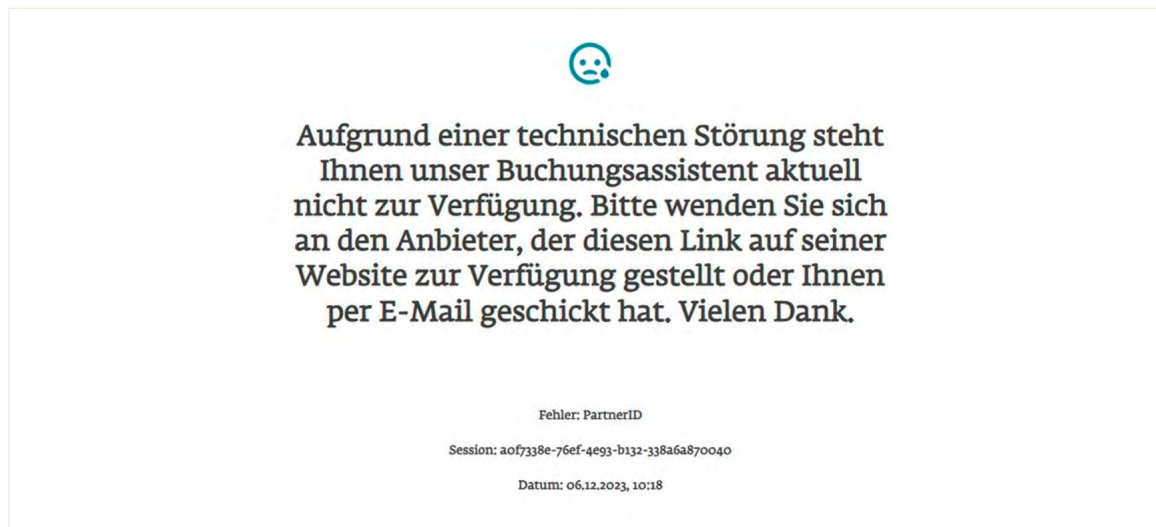 Aufgrund einer technischen Störung steht
Ihnen unser Buchungsassistent aktuell
nicht zur Verfügung. Bitte wenden Sie sich
an den Anbieter, der diesen Link auf seiner
Website zur Verfügung gestellt oder Ihnen
per E-Mail geschickt hat. Vielen Dank.
Fehler: PartnerID
Session: a0f7338e-76ef-4e93-b132-338a6a870040
Datum: 06.12.2023, 10:18